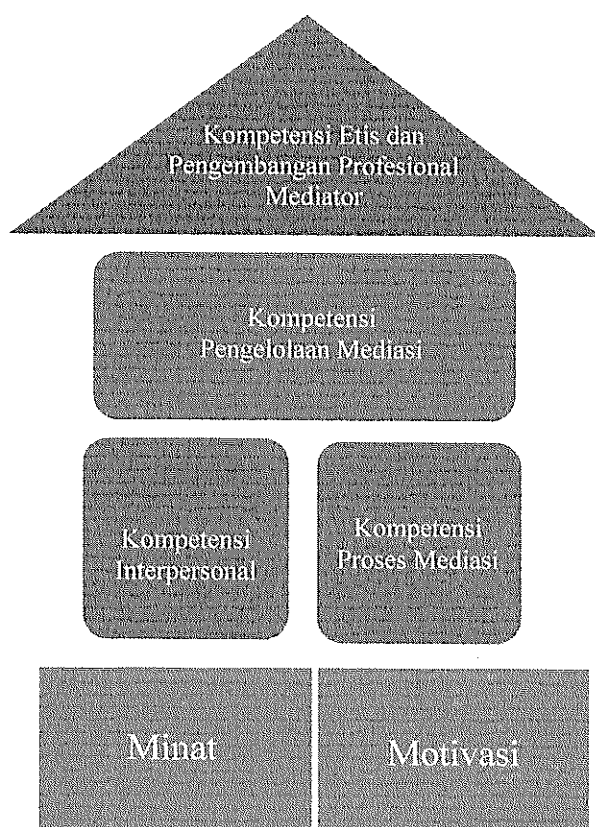 Kompetensi Etis dan
Pengembangan Profesional
Mediator
Kompetensi
Pengelolaan Mediasi
Kompetensi
Interpersonal
Kompetensi
Proses Mediasi
Minat
Motivasi